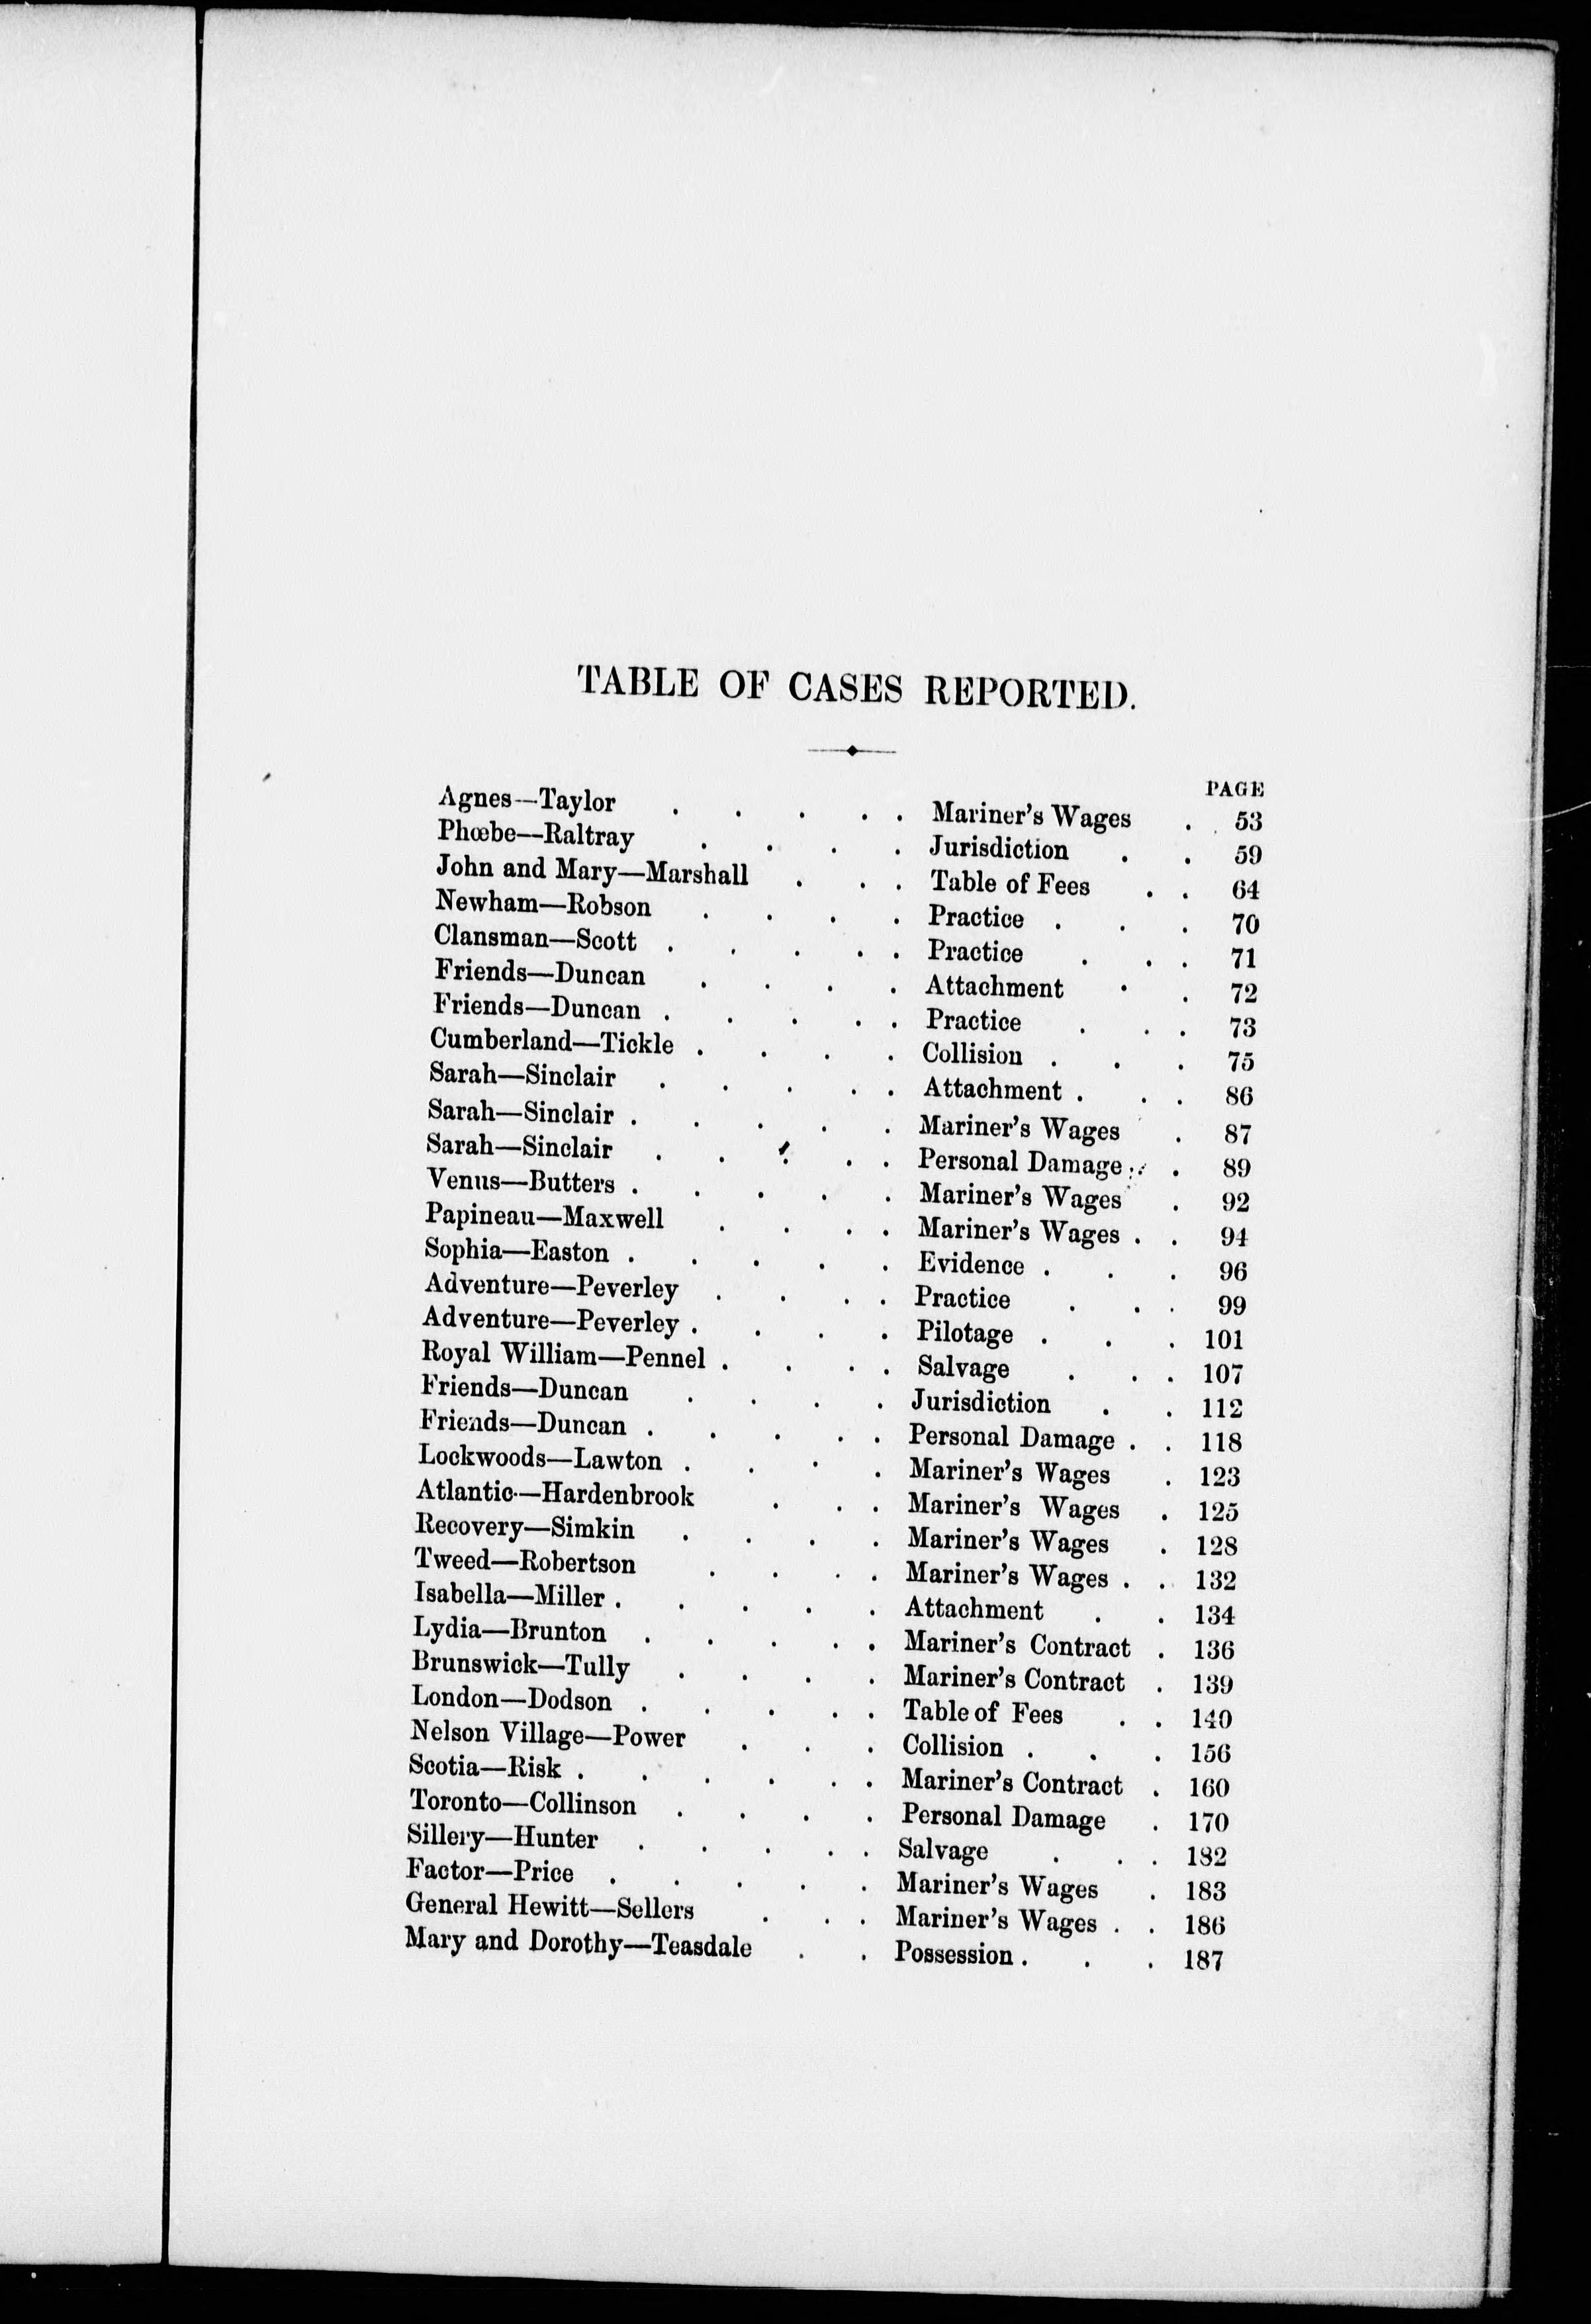 TABLE OF CASES REPORTED.
PAGE
Agnes—Taylor . . . . . Mariner's Wages . . 53
Phœbe—Raltray . . . . Jurisdiction . . 59
John and Mary—Marshall . . . Table of Fees . . 64
Newham—Robson . . . . Practice . . . 70
Clansman—Scott . . . . . Practice . . . 71
Friends—Duncan . . . . Attachment . . 72
Friends—Duncan . . . . . Practice . . . 73
Cumberland—Tickle . . . . Collision . . . 75
Sarah—Sinclair . . . . . Attachment . . . 86
Sarah—Sinclair . . . . . Mariner's Wages . 87
Sarah—Sinclair . . . . . Personal Damage . . 89
Venus—Butters . . . . . Mariner's Wages . 92
Papineau—Maxwell . . . . Mariner's Wages . . 94
Sophia—Easton . . . . . Evidence . . . 96
Adventure—Peverley . . . . Practice . . . 99
Adventure—Peverley . . . . Pilotage . . . 101
Royal William—Pennel . . . . Salvage . . . 107
Friends—Duncan . . . . Jurisdiction . . 112
Friends—Duncan . . . . . Personal Damage . . 118
Lockwoods—Lawton . . . . Mariner's Wages . 123
Atlantic—Hardenbrook . . . Mariner's Wages . 125
Recovery—Simkin . . . . Mariner's Wages . 128
Tweed—Robertson . . . . Mariner's Wages . . 132
Isabella—Miller . . . . . Attachment . . 134
Lydia—Brunton . . . . . Mariner's Contract . 136
Brunswick—Tully . . . . Mariner's Contract . 139
London—Dodson . . . . . Table of Fees . . 140
Nelson Village—Power . . . Collision . . . 156
Scotia—Risk . . . . . . Mariner's Contract . 160
Toronto—Collinson . . . . Personal Damage . 170
Sillery—Hunter . . . . . Salvage . . . 182
Factor—Price . . . . . Mariner's Wages . 183
General Hewitt—Sellers . . . Mariner's Wages . . 186
Mary and Dorothy—Teasdale . . Possession . . . 187